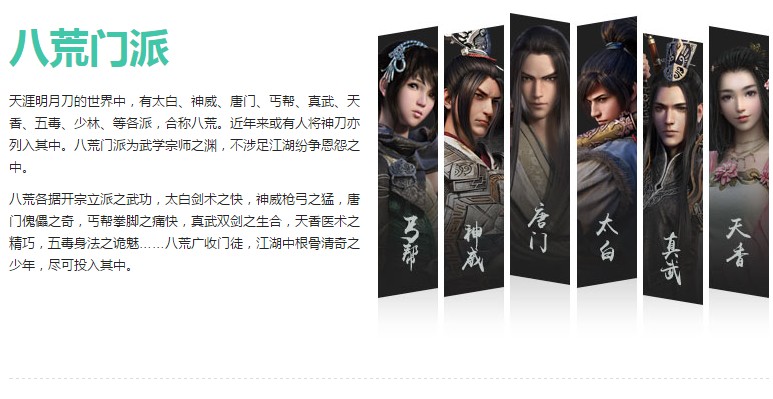 八荒门派
天涯明月刀的世界中，有太白、神威、唐门、丐帮、真武、天
香、五毒、少林、等各派，合称八荒。近年来或有人将神刀亦
列入其中。八荒门派为武学宗师之渊，不涉足江湖纷争恩怨之
中。
八荒各据开宗立派之武功，太白剑术之快，神威枪弓之猛，唐
门傀儡之奇，丐帮拳脚之痛快，真武双剑之生合，天香医术之
精巧，五毒身法之诡魅……八荒广收门徒，江湖中根骨清奇之
少年，尽可投入其中。
丐帮
神威
唐门
太白
真武
天香